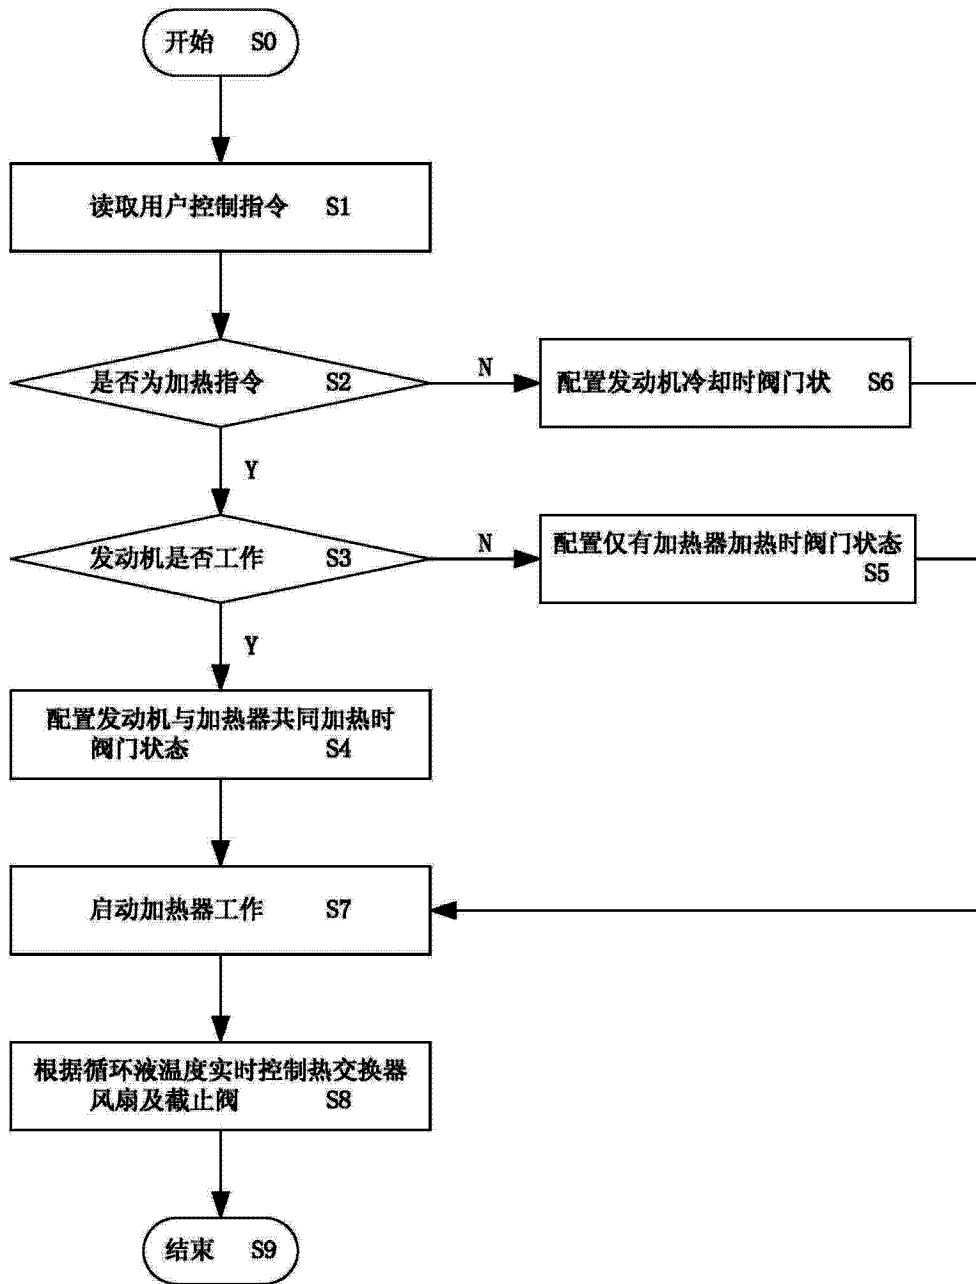 开始 S0
读取用户控制指令 S1
是否为加热指令 S2
N
配置发动机冷却时阀门状 S6
Y
发动机是否工作 S3
N
配置仅有加热器加热时阀门状态
S5
Y
配置发动机与加热器共同加热时
阀门状态 S4
启动加热器工作 S7
根据循环液温度实时控制热交换器
风扇及截止阀 S8
结束 S9